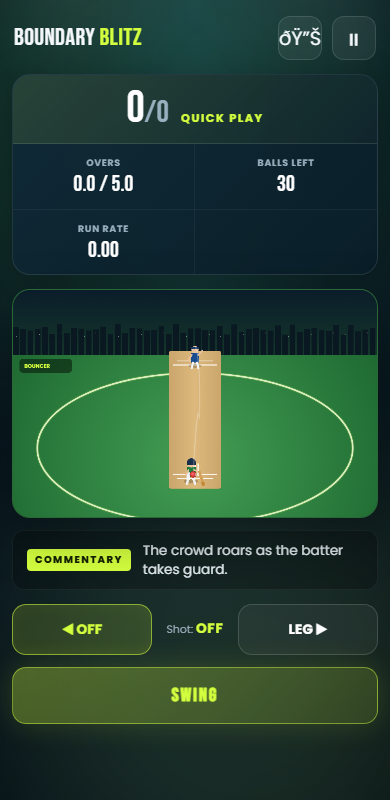 BOUNDARY BLITZ
ðŸ”Š
0/0 QUICK PLAY
OVERS
0.0 / 5.0
BALLS LEFT
30
RUN RATE
0.00
BOUNCER
COMMENTARY
The crowd roars as the batter
takes guard.
◀ OFF
Shot: OFF
LEG ▶
SWING